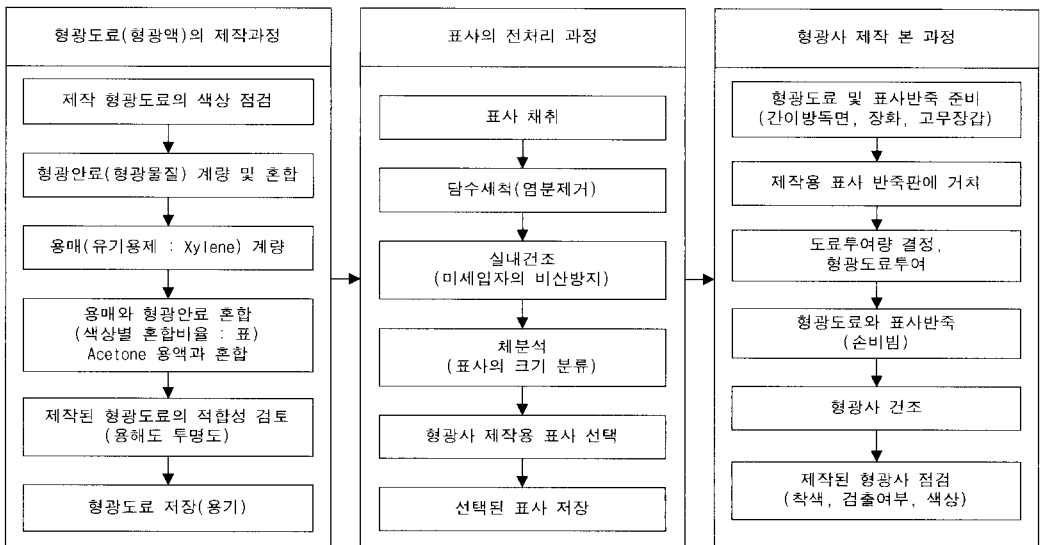 형광도료(형광액)의 제작과정
제작 형광도료의 색상 점검
형광안료(형광물질) 계량 및 혼합
용매(유기용제 : Xylene) 계량
용매와 형광안료 혼합
(색상별 혼합비율 : 표)
Acetone 용액과 혼합
제작된 형광도료의 적합성 검토
(용해도 투명도)
형광도료 저장(용기)
표사의 전처리 과정
표사 채취
담수세척(염분제거)
실내건조
(미세입자의 비산방지)
체분석
(표사의 크기 분류)
형광사 제작용 표사 선택
선택된 표사 저장
형광사 제작 본 과정
형광도료 및 표사반죽 준비
(간이방독면, 장화, 고무장갑)
제작용 표사 반죽판에 거치
도료투여량 결정,
형광도료투여
형광도료와 표사반죽
(손비빔)
형광사 건조
제작된 형광사 점검
(착색, 검출여부, 색상)